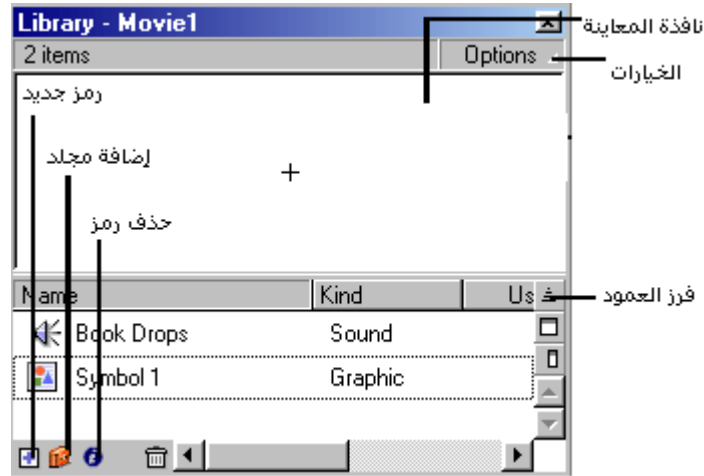 Library - Movie1
نافذة المعاينة
2 items
Options
الخيارات
رمز جديد
إضافة مجلد
حذف رمز
Name
Kind
Us
فرز العمود
Book Drops
Sound
Symbol 1
Graphic